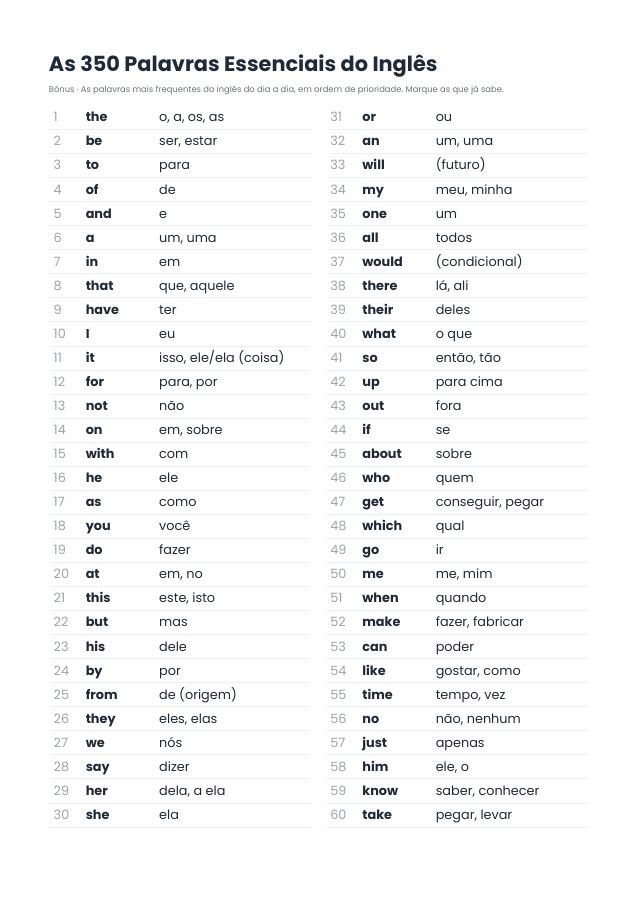 As 350 Palavras Essenciais do Inglês
Bônus · As palavras mais frequentes do inglês do dia a dia, em ordem de prioridade. Marque as que já sabe.
1 the o, a, os, as
2 be ser, estar
3 to para
4 of de
5 and e
6 a um, uma
7 in em
8 that que, aquele
9 have ter
10 I eu
11 it isso, ele/ela (coisa)
12 for para, por
13 not não
14 on em, sobre
15 with com
16 he ele
17 as como
18 you você
19 do fazer
20 at em, no
21 this este, isto
22 but mas
23 his dele
24 by por
25 from de (origem)
26 they eles, elas
27 we nós
28 say dizer
29 her dela, a ela
30 she ela
31 or ou
32 an um, uma
33 will (futuro)
34 my meu, minha
35 one um
36 all todos
37 would (condicional)
38 there lá, ali
39 their deles
40 what o que
41 so então, tão
42 up para cima
43 out fora
44 if se
45 about sobre
46 who quem
47 get conseguir, pegar
48 which qual
49 go ir
50 me me, mim
51 when quando
52 make fazer, fabricar
53 can poder
54 like gostar, como
55 time tempo, vez
56 no não, nenhum
57 just apenas
58 him ele, o
59 know saber, conhecer
60 take pegar, levar